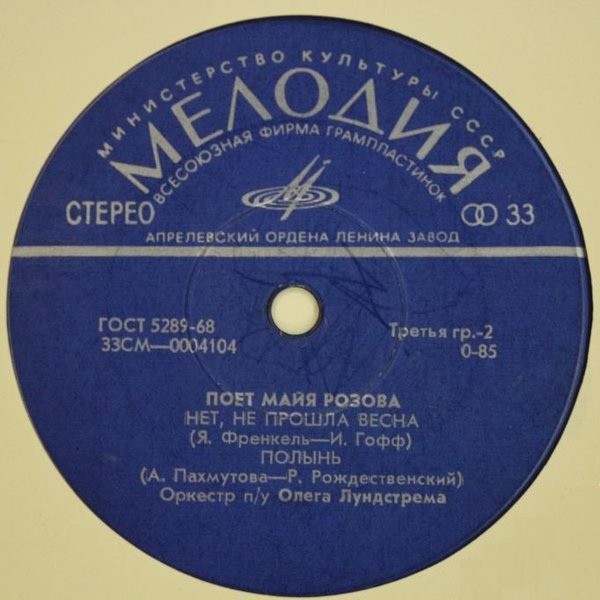 МИНИСТЕРСТВО КУЛЬТУРЫ СССР
МЕЛОДИЯ
ВСЕСОЮЗНАЯ ФИРМА ГРАМПЛАСТИНОК
СТЕРЕО
33
АПРЕЛЕВСКИЙ ОРДЕНА ЛЕНИНА ЗАВОД
ГОСТ 5289-68
Третья гр.-2
33СМ—0004104
0-85
ПОЕТ МАЙЯ РОЗОВА
НЕТ, НЕ ПРОШЛА ВЕСНА
(Я. Френкель—И. Гофф)
ПОЛЫНЬ
(А. Пахмутова—Р. Рождественский)
Оркестр п/у Олега Лундстрема